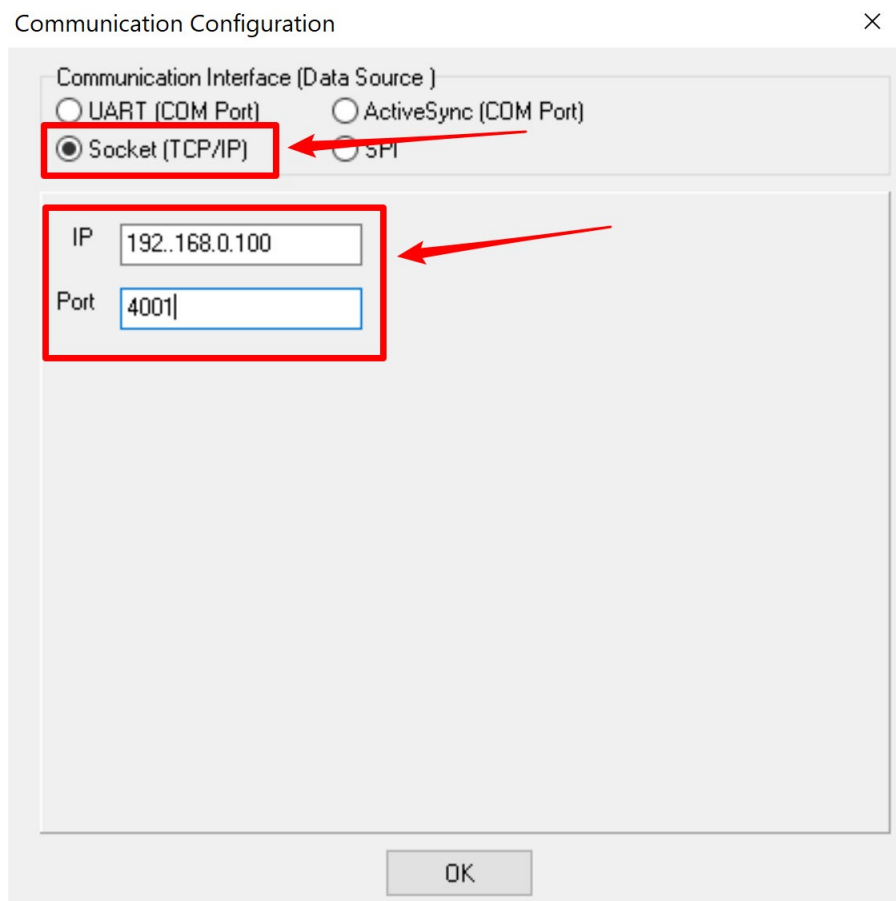 Communication Configuration
Communication Interface (Data Source )
UART (COM Port) ActiveSync (COM Port)
Socket (TCP/IP) SPI
IP 192..168.0.100
Port 4001
OK